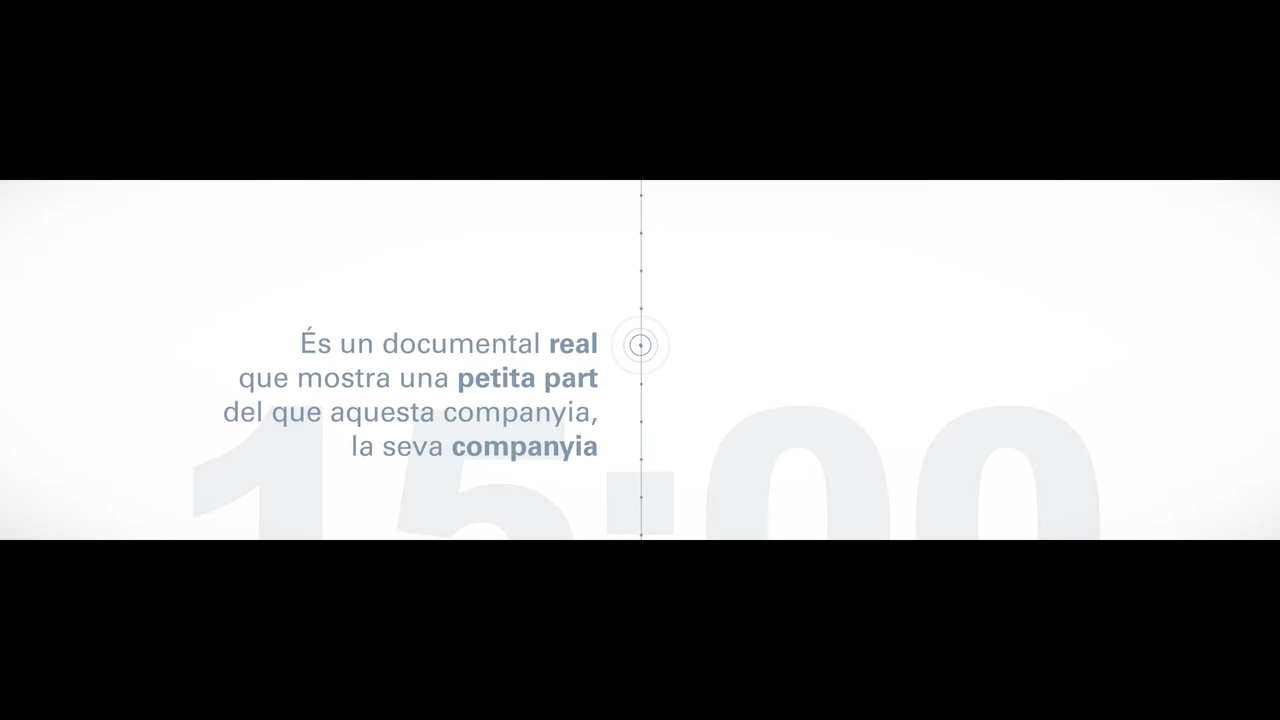 És un documental real
que mostra una petita part
del que aquesta companyia,
la seva companyia
15:00